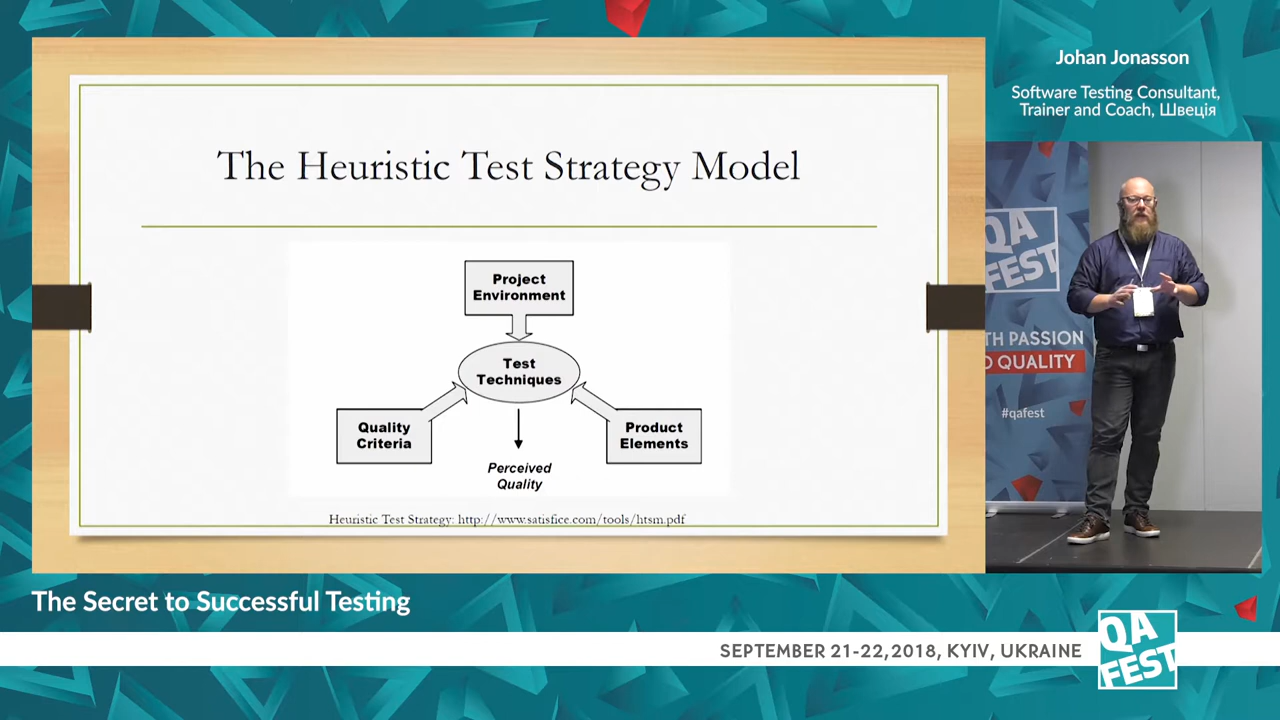 The Heuristic Test Strategy Model
Project
Environment
Test
Techniques
Quality
Criteria
Product
Elements
Perceived
Quality
Heuristic Test Strategy: http://www.satisfice.com/tools/htsm.pdf
Johan Jonasson
Software Testing Consultant,
Trainer and Coach, Швеція
QA
FEST
TH PASSION
QUALITY
#qafest
The Secret to Successful Testing
SEPTEMBER 21-22,2018, KYIV, UKRAINE
QA
FEST